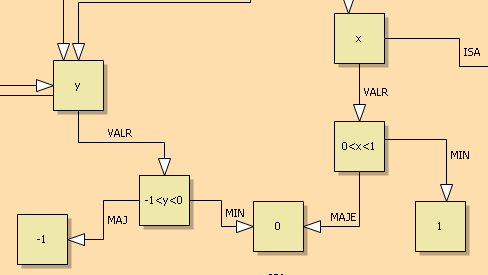 x
ISA
y
VALR
VALR
0<x<1
MIN
-1<y<0
MAJ
MIN
MAJE
-1
0
1